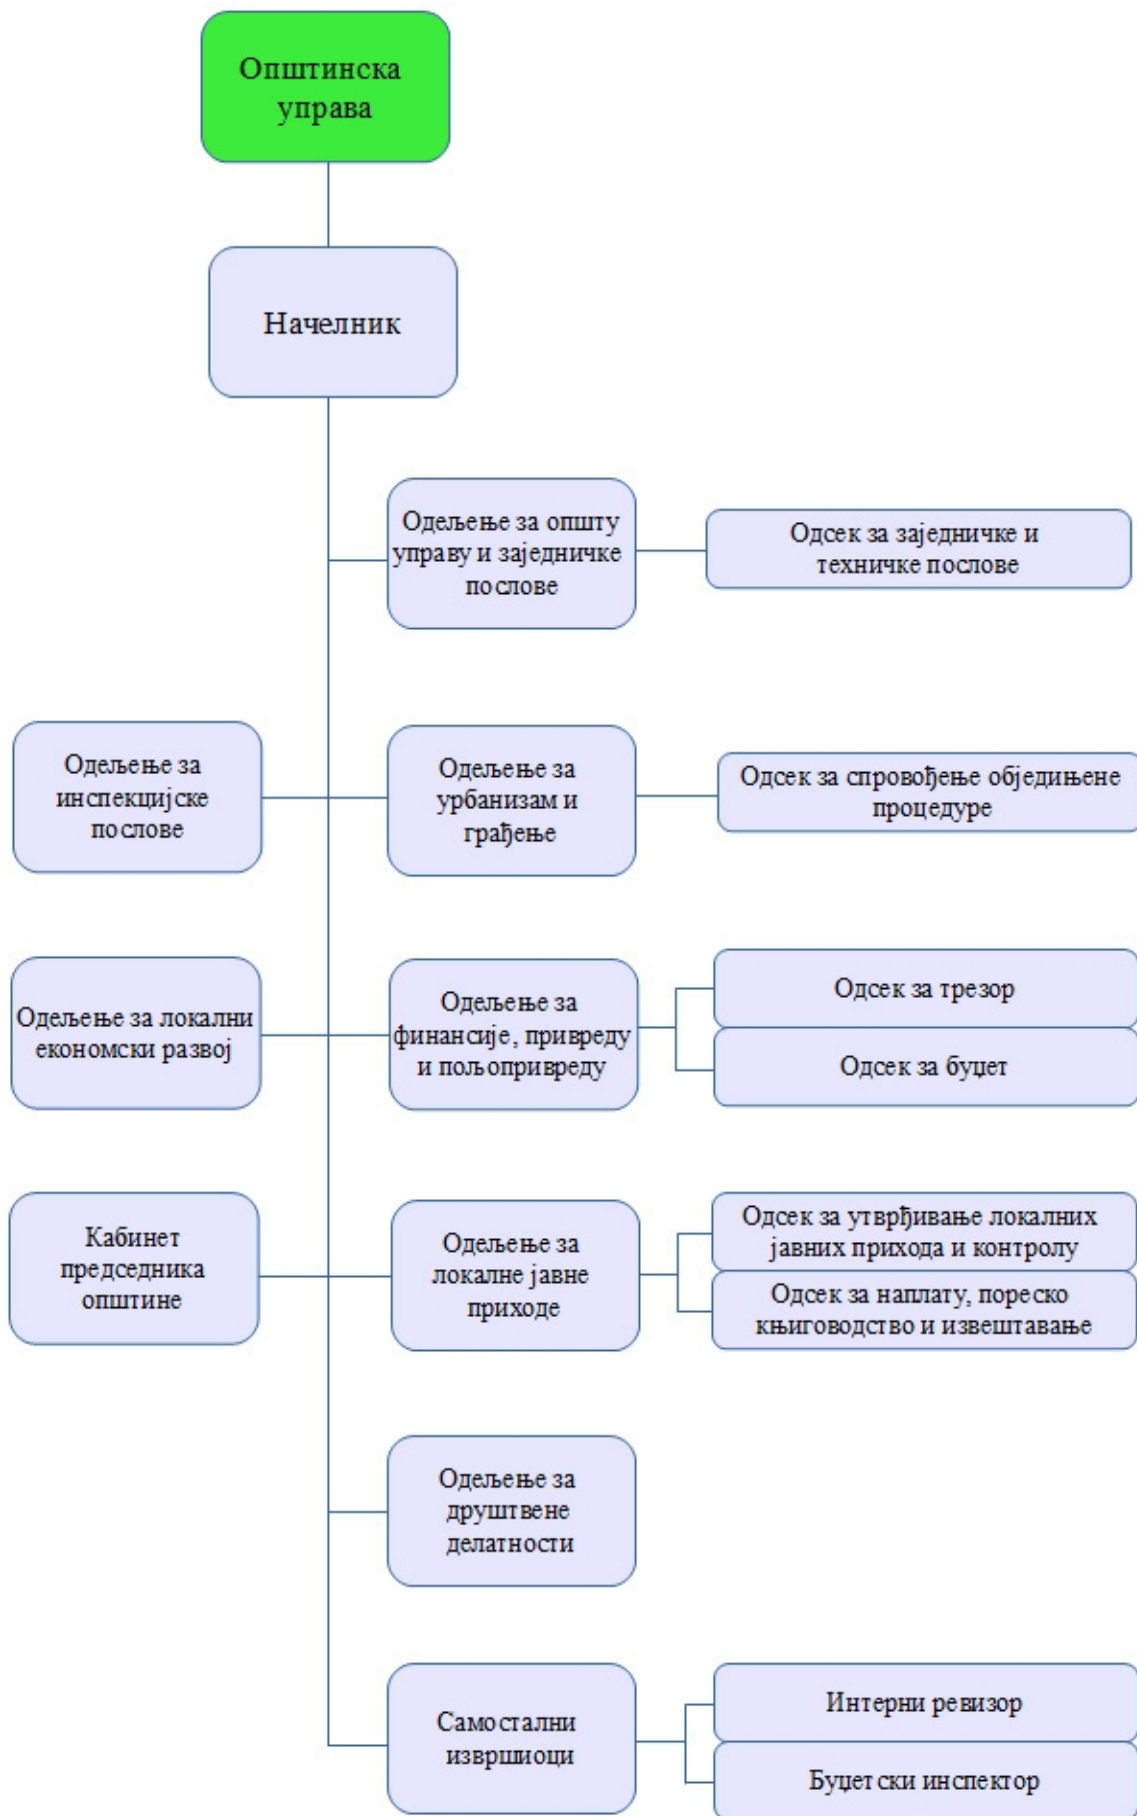 Општинска
управа
Начелник
Одељење за општу
управу и заједничке
послове
Одсек за заједничке и
техничке послове
Одељење за
инспекцијске
послове
Одељење за
урбанизам и
грађење
Одсек за спровођење обједињене
процедуре
Одељење за локални
економски развој
Одељење за
финансије, привреду
и пољопривреду
Одсек за трезор
Одсек за буџет
Кабинет
председника
општине
Одељење за
локалне јавне
приходе
Одсек за утврђивање локалних
јавних прихода и контролу
Одсек за наплату, пореско
књиговодство и извештавање
Одељење за
друштвене
делатности
Самостални
извршиоци
Интерни ревизор
Буџетски инспектор